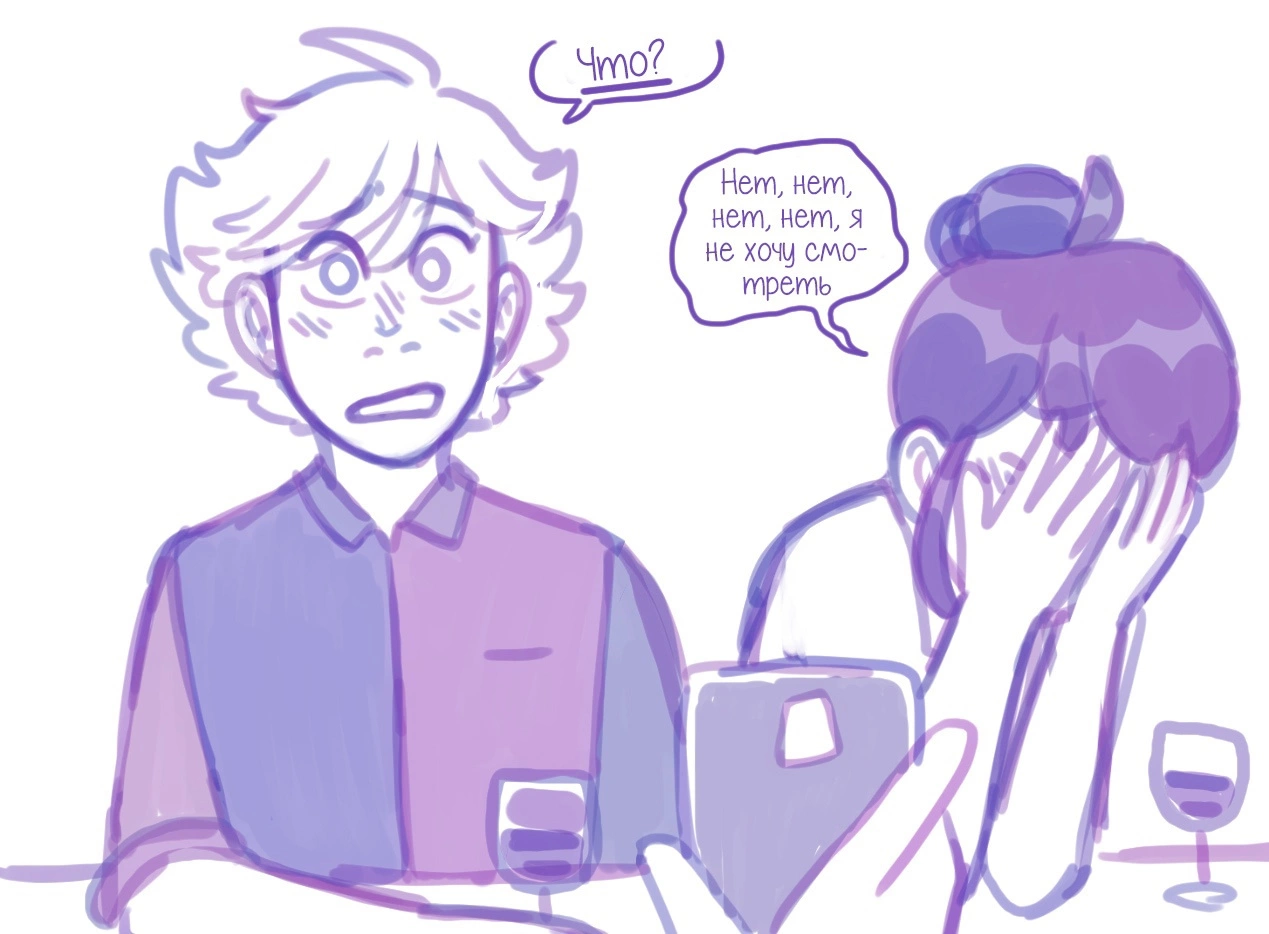 Что?
Нет, нет,
нет, нет, я
не хочу смо-
треть